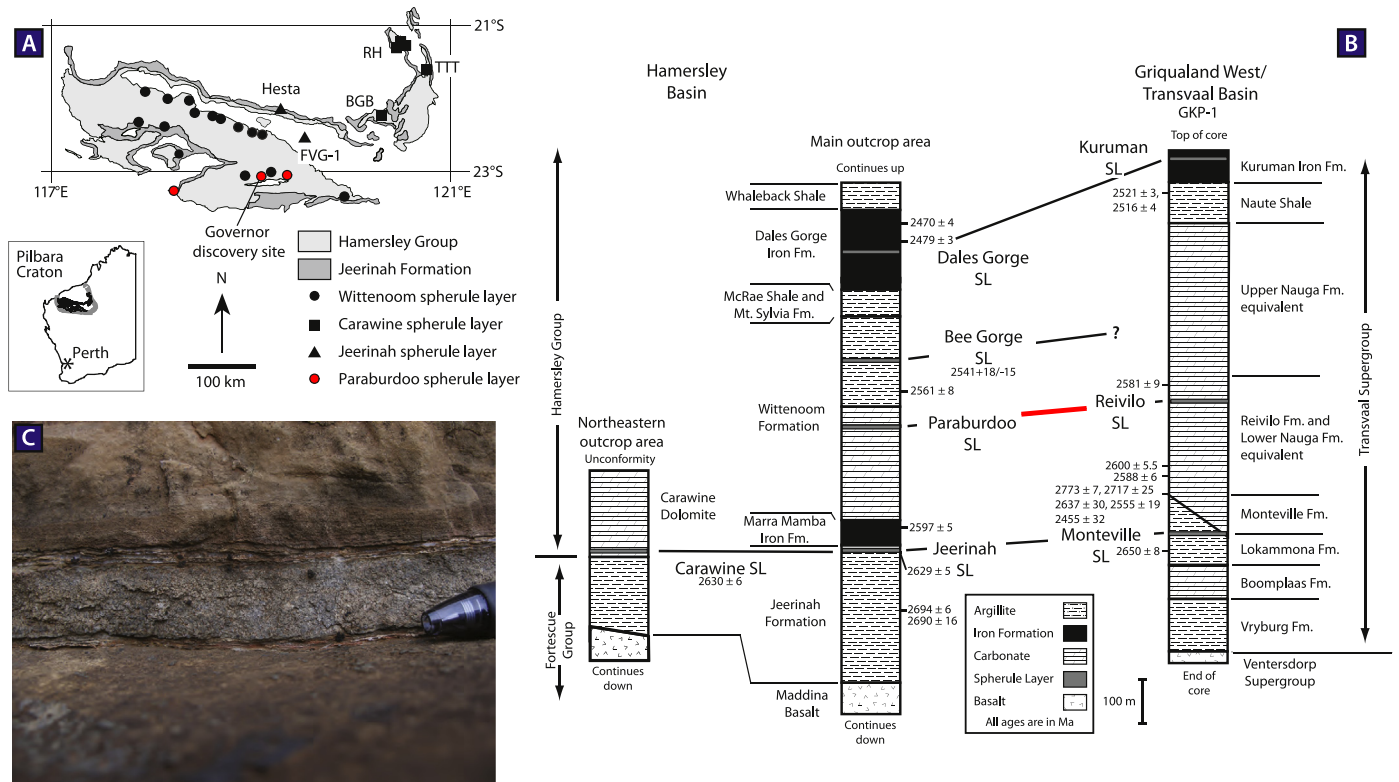 A
21°S
RH
TTT
Hesta
BGB
FVG-1
23°S
117°E
121°E
Governor
discovery site
Pilbara
Craton
Perth
N
100 km
Hamersley Group
Jeerinah Formation
Wittenoom spherule layer
Carawine spherule layer
Jeerinah spherule layer
Paraburdoo spherule layer
B
Hamersley
Basin
Griqualand West/
Transvaal Basin
GKP-1
Top of core
Main outcrop area
Continues up
Kuruman
SL
Whaleback Shale
Dales Gorge
Iron Fm.
McRae Shale and
Mt. Sylvia Fm.
Wittenoom
Formation
Marra Mamba
Iron Fm.
Jeerinah
Formation
Maddina
Basalt
Continues
down
2470 ± 4
2479 ± 3
Dales Gorge
SL
Bee Gorge
SL
2541+18/-15
?
2561 ± 8
Paraburdoo
SL
Reivilo
SL
2597 ± 5
Jeerinah
SL
2629 ± 5
2694 ± 6
2690 ± 16
Monteville
SL
Hamersley Group
Fortescue
Group
Northeastern
outcrop area
Unconformity
Carawine
Dolomite
Carawine SL
2630 ± 6
Continues
down
2521 ± 3,
2516 ± 4
2581 ± 9
2600 ± 5.5
2588 ± 6
2773 ± 7, 2717 ± 25
2637 ± 30, 2555 ± 19
2455 ± 32
2650 ± 8
Kuruman Iron Fm.
Naute Shale
Upper Nauga Fm.
equivalent
Reivilo Fm. and
Lower Nauga Fm.
equivalent
Monteville Fm.
Lokammona Fm.
Boomplaas Fm.
Vryburg Fm.
Ventersdorp
Supergroup
Transvaal Supergroup
End of
core
Argillite
Iron Formation
Carbonate
Spherule Layer
Basalt
All ages are in Ma
100 m
C